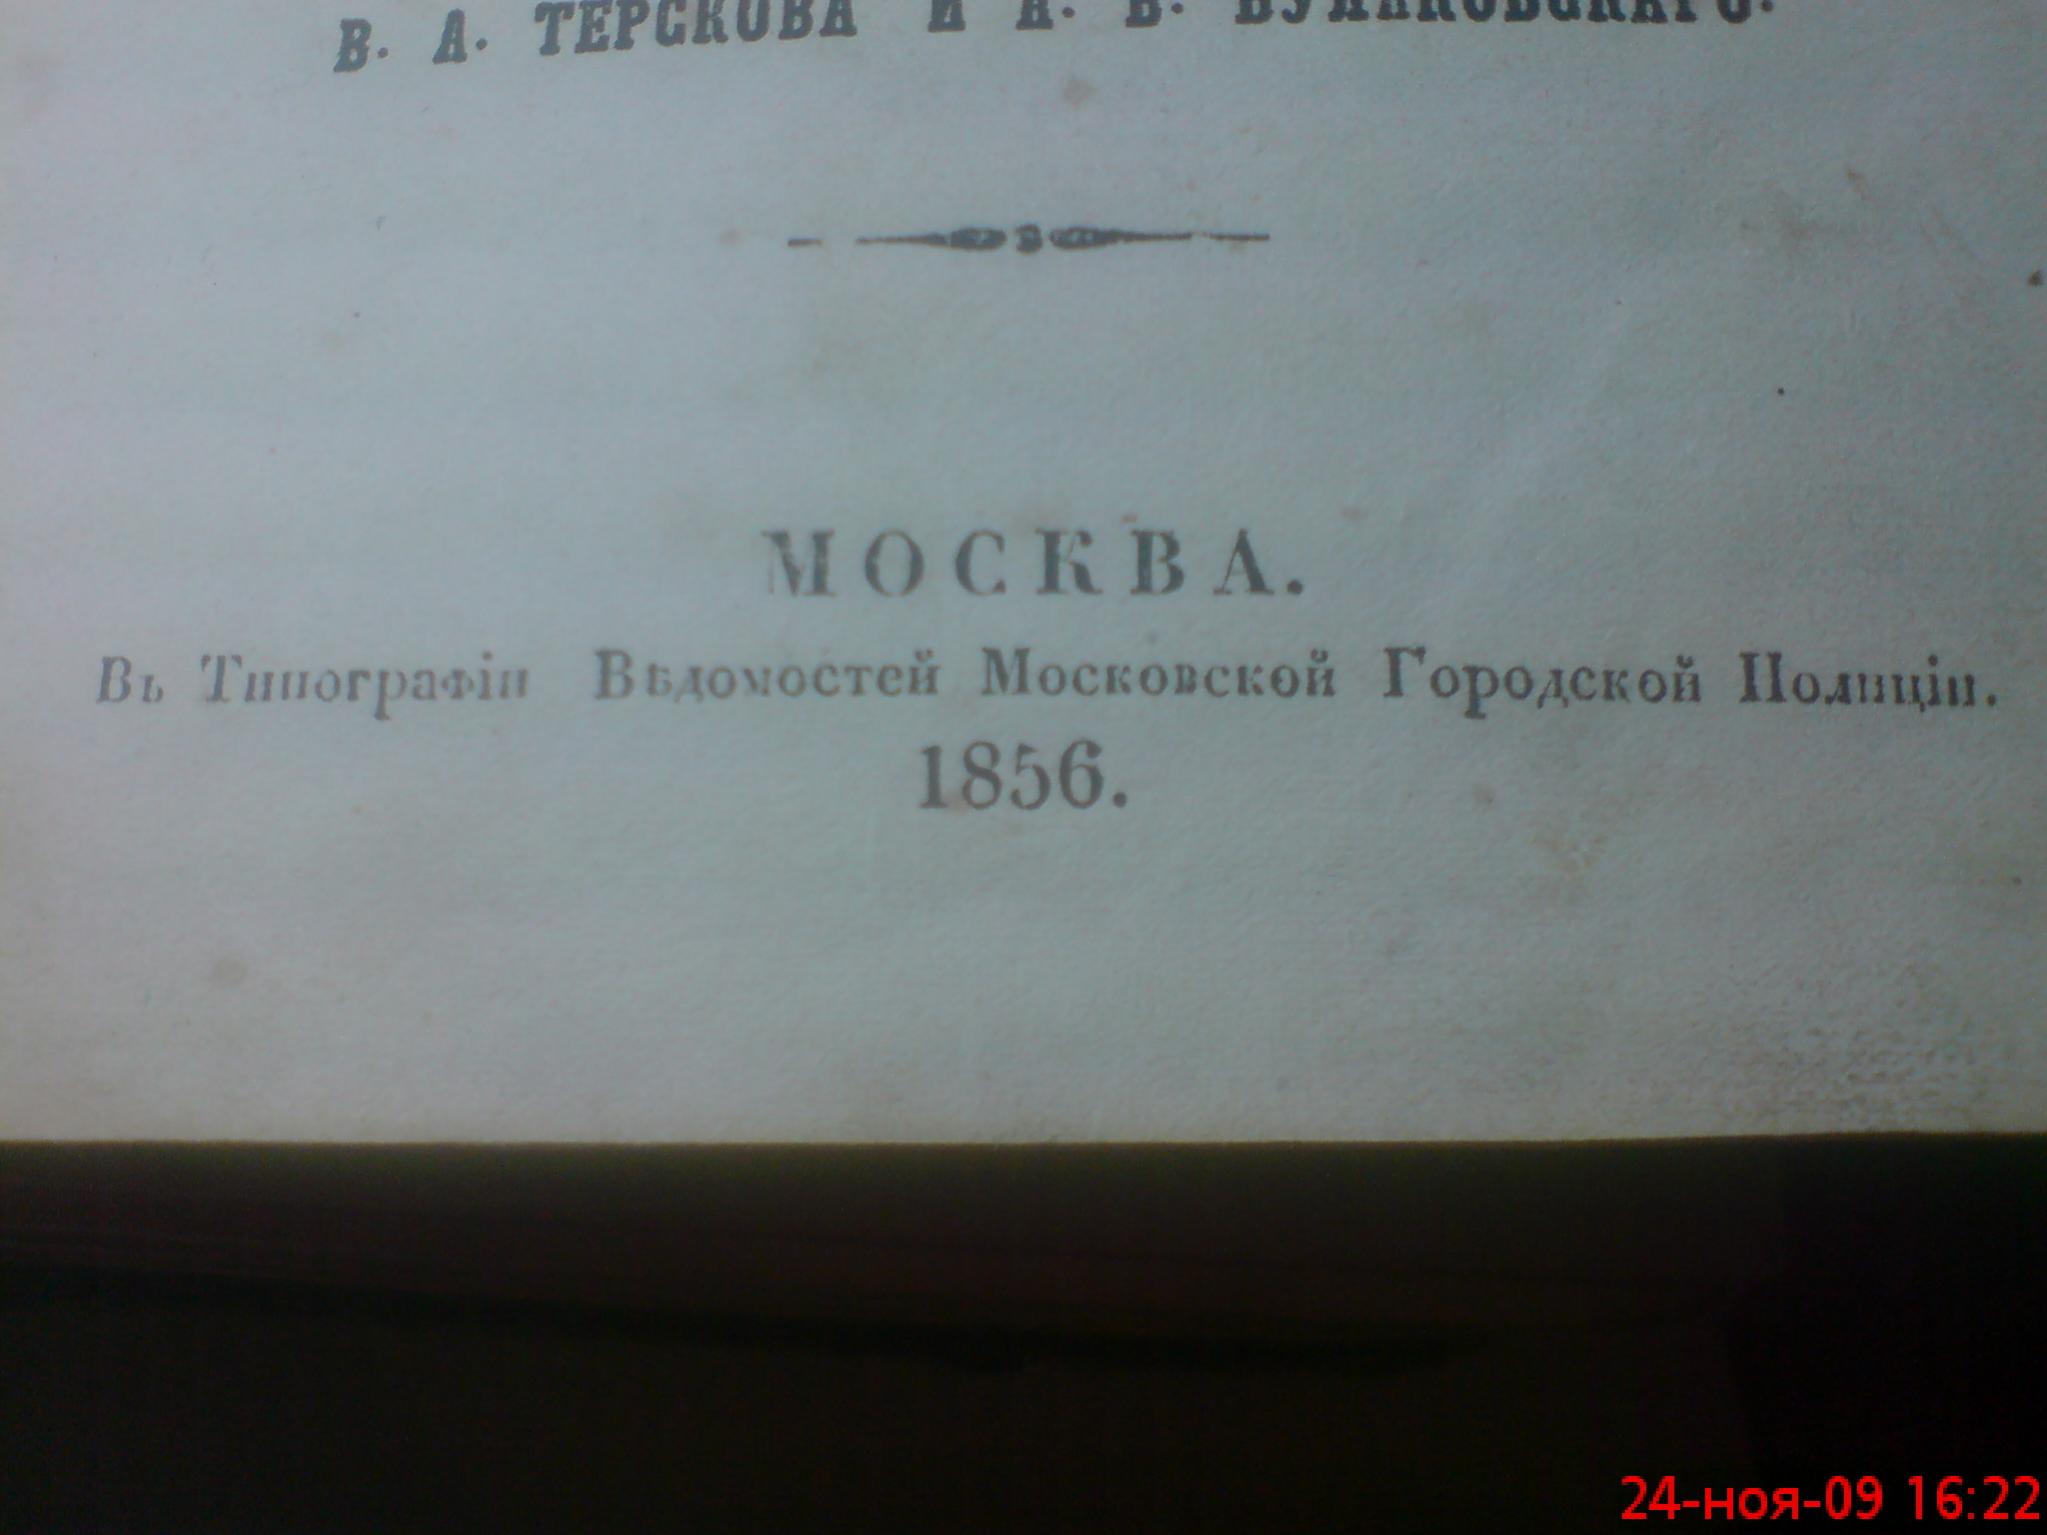 В. А. ТЕРСКОВА И А. В.
МОСКВА.
Въ Типографіи Вѣдомостей Московской Городской Полиціи.
1856.
24-ноя-09 16:22